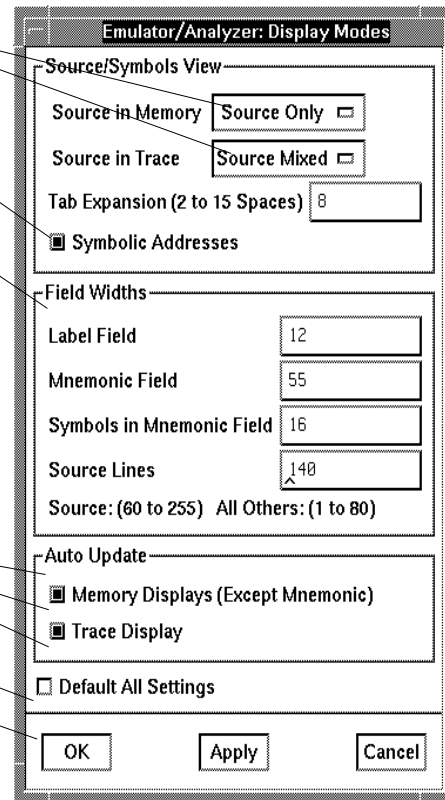 Emulator/Analyzer: Display Modes
Source/Symbols View
Source in Memory Source Only
Source in Trace Source Mixed
Tab Expansion (2 to 15 Spaces) 8
Symbolic Addresses
Field Widths
Label Field 12
Mnemonic Field 55
Symbols in Mnemonic Field 16
Source Lines 140
Source: (60 to 255) All Others: (1 to 80)
Auto Update
Memory Displays (Except Mnemonic)
Trace Display
Default All Settings
OK Apply Cancel